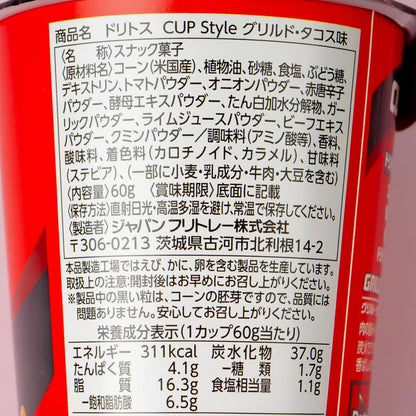 商品名 ドリトス CUP Style グリルド・タコス味
〈名 称〉スナック菓子
〈原材料名〉コーン(米国産)、植物油、砂糖、食塩、ぶどう糖、
デキストリン、トマトパウダー、オニオンパウダー、赤唐辛子
パウダー、酵母エキスパウダー、たん白加水分解物、ガー
リックパウダー、ライムジュースパウダー、ビーフエキス
パウダー、クミンパウダー／調味料(アミノ酸等)、香料、
酸味料、着色料(カロチノイド、カラメル)、甘味料
(ステビア)、(一部に小麦・乳成分・牛肉・大豆を含む)
〈内容量〉60g 〈賞味期限〉底面に記載
〈保存方法〉直射日光・高温多湿を避け、常温で保存してください。
〈製造者〉ジャパンフリトレー株式会社
〒306-0213 茨城県古河市北利根14-2
本品製造工場ではえび、かに、卵を含む製品を生産しています。
取扱上の注意:開封後はお早めにお召し上がりください。
※製品中の黒い粒は、コーンの胚芽ですので、品質には
問題ありません。安心してお召し上がりください。
栄養成分表示(1カップ60g当たり)
エネルギー 311kcal 炭水化物 37.0g
たんぱく質 4.1g －糖類 1.7g
脂質 16.3g 食塩相当量 1.1g
－飽和脂肪酸 6.5g